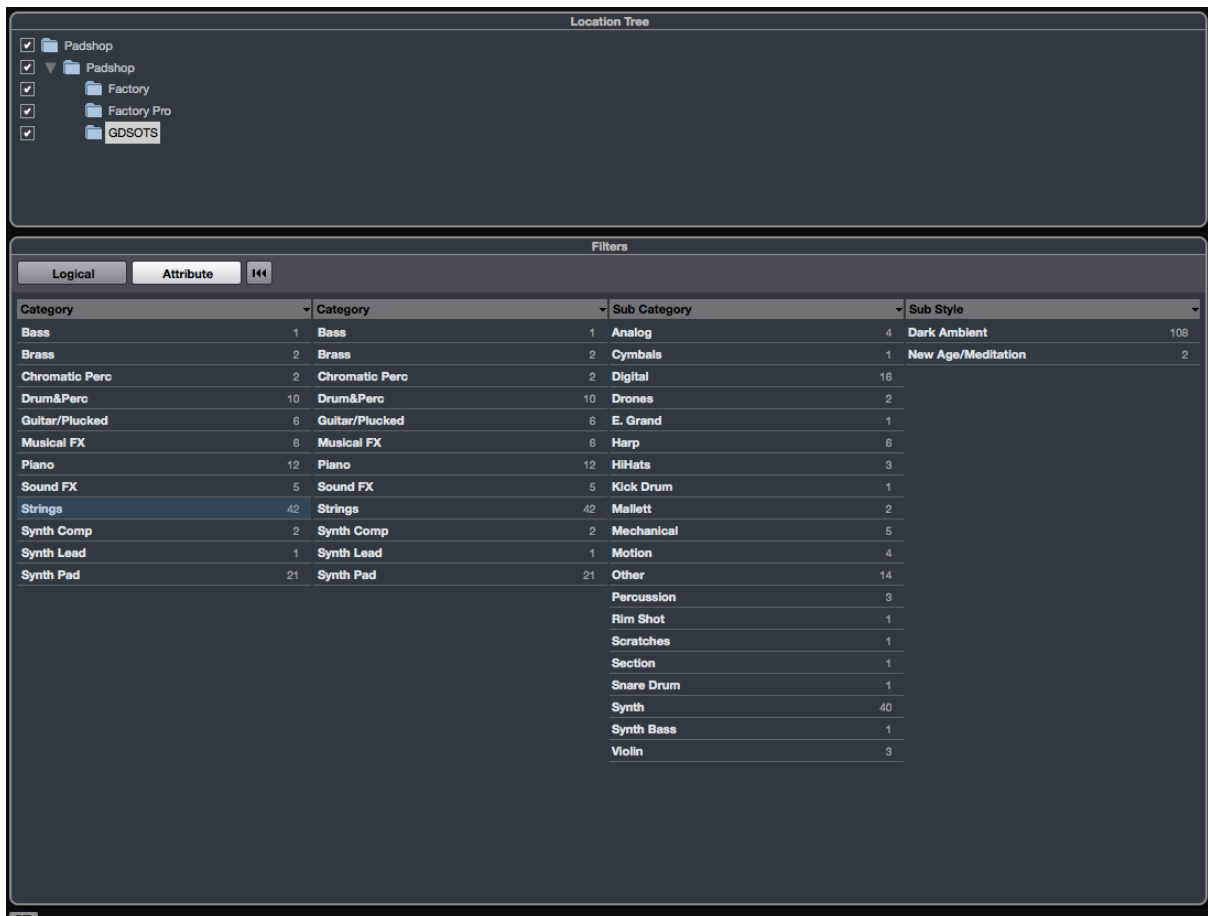 Location Tree
Padshop
Padshop
Factory
Factory Pro
GDSOTS
Filters
Logical Attribute
Category Category Sub Category Sub Style
Bass 1 Bass 1 Analog 4 Dark Ambient 108
Brass 2 Brass 2 Cymbals 1 New Age/Meditation 2
Chromatic Perc 2 Chromatic Perc 2 Digital 16
Drum&Perc 10 Drum&Perc 10 Drones 2
Guitar/Plucked 6 Guitar/Plucked 6 E. Grand 1
Musical FX 6 Musical FX 6 Harp 6
Piano 12 Piano 12 HiHats 3
Sound FX 5 Sound FX 5 Kick Drum 1
Strings 42 Strings 42 Mallett 2
Synth Comp 2 Synth Comp 2 Mechanical 5
Synth Lead 1 Synth Lead 1 Motion 4
Synth Pad 21 Synth Pad 21 Other 14
Percussion 3
Rim Shot 1
Scratches 1
Section 1
Snare Drum 1
Synth 40
Synth Bass 1
Violin 3